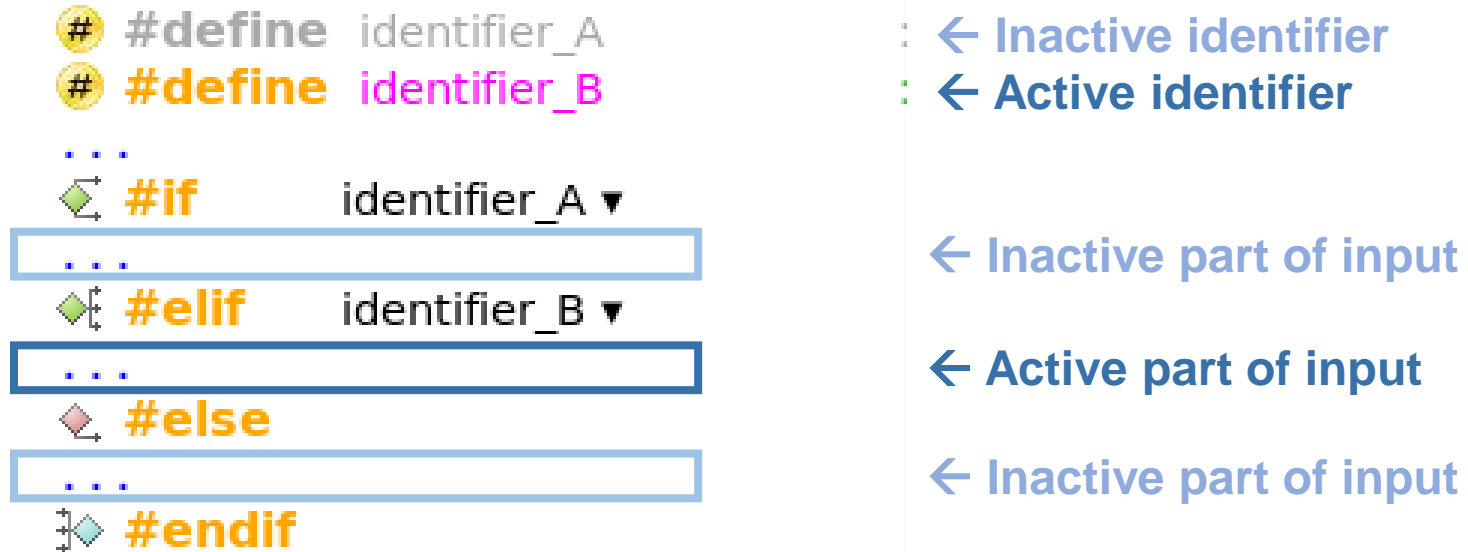 # #define identifier_A : ← Inactive identifier
# #define identifier_B : ← Active identifier
...
#if identifier_A ▾
... ← Inactive part of input
#elif identifier_B ▾
... ← Active part of input
#else
... ← Inactive part of input
#endif